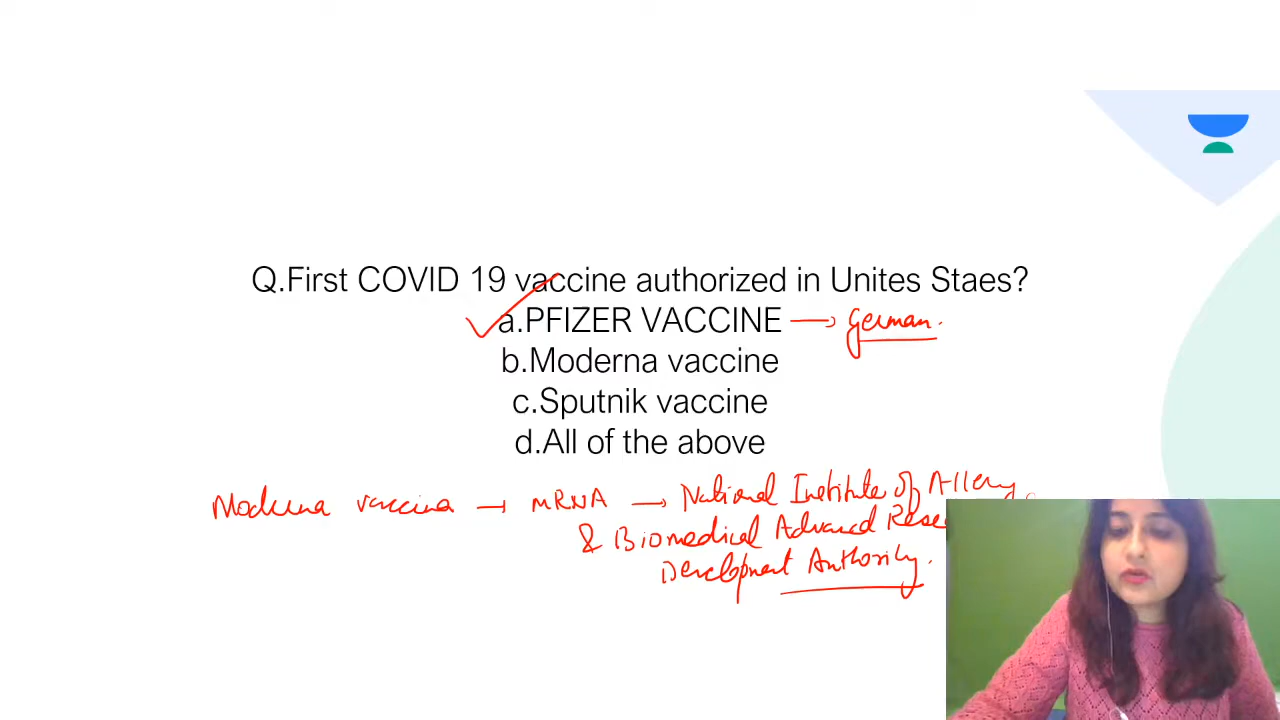 Q.First COVID 19 vaccine authorized in Unites Staes?
a.PFIZER VACCINE → German.
b.Moderna vaccine
c.Sputnik vaccine
d.All of the above
Moderna vaccina → mRNA → National Institute of Allergy
& Biomedical Advanced
Development Authority.